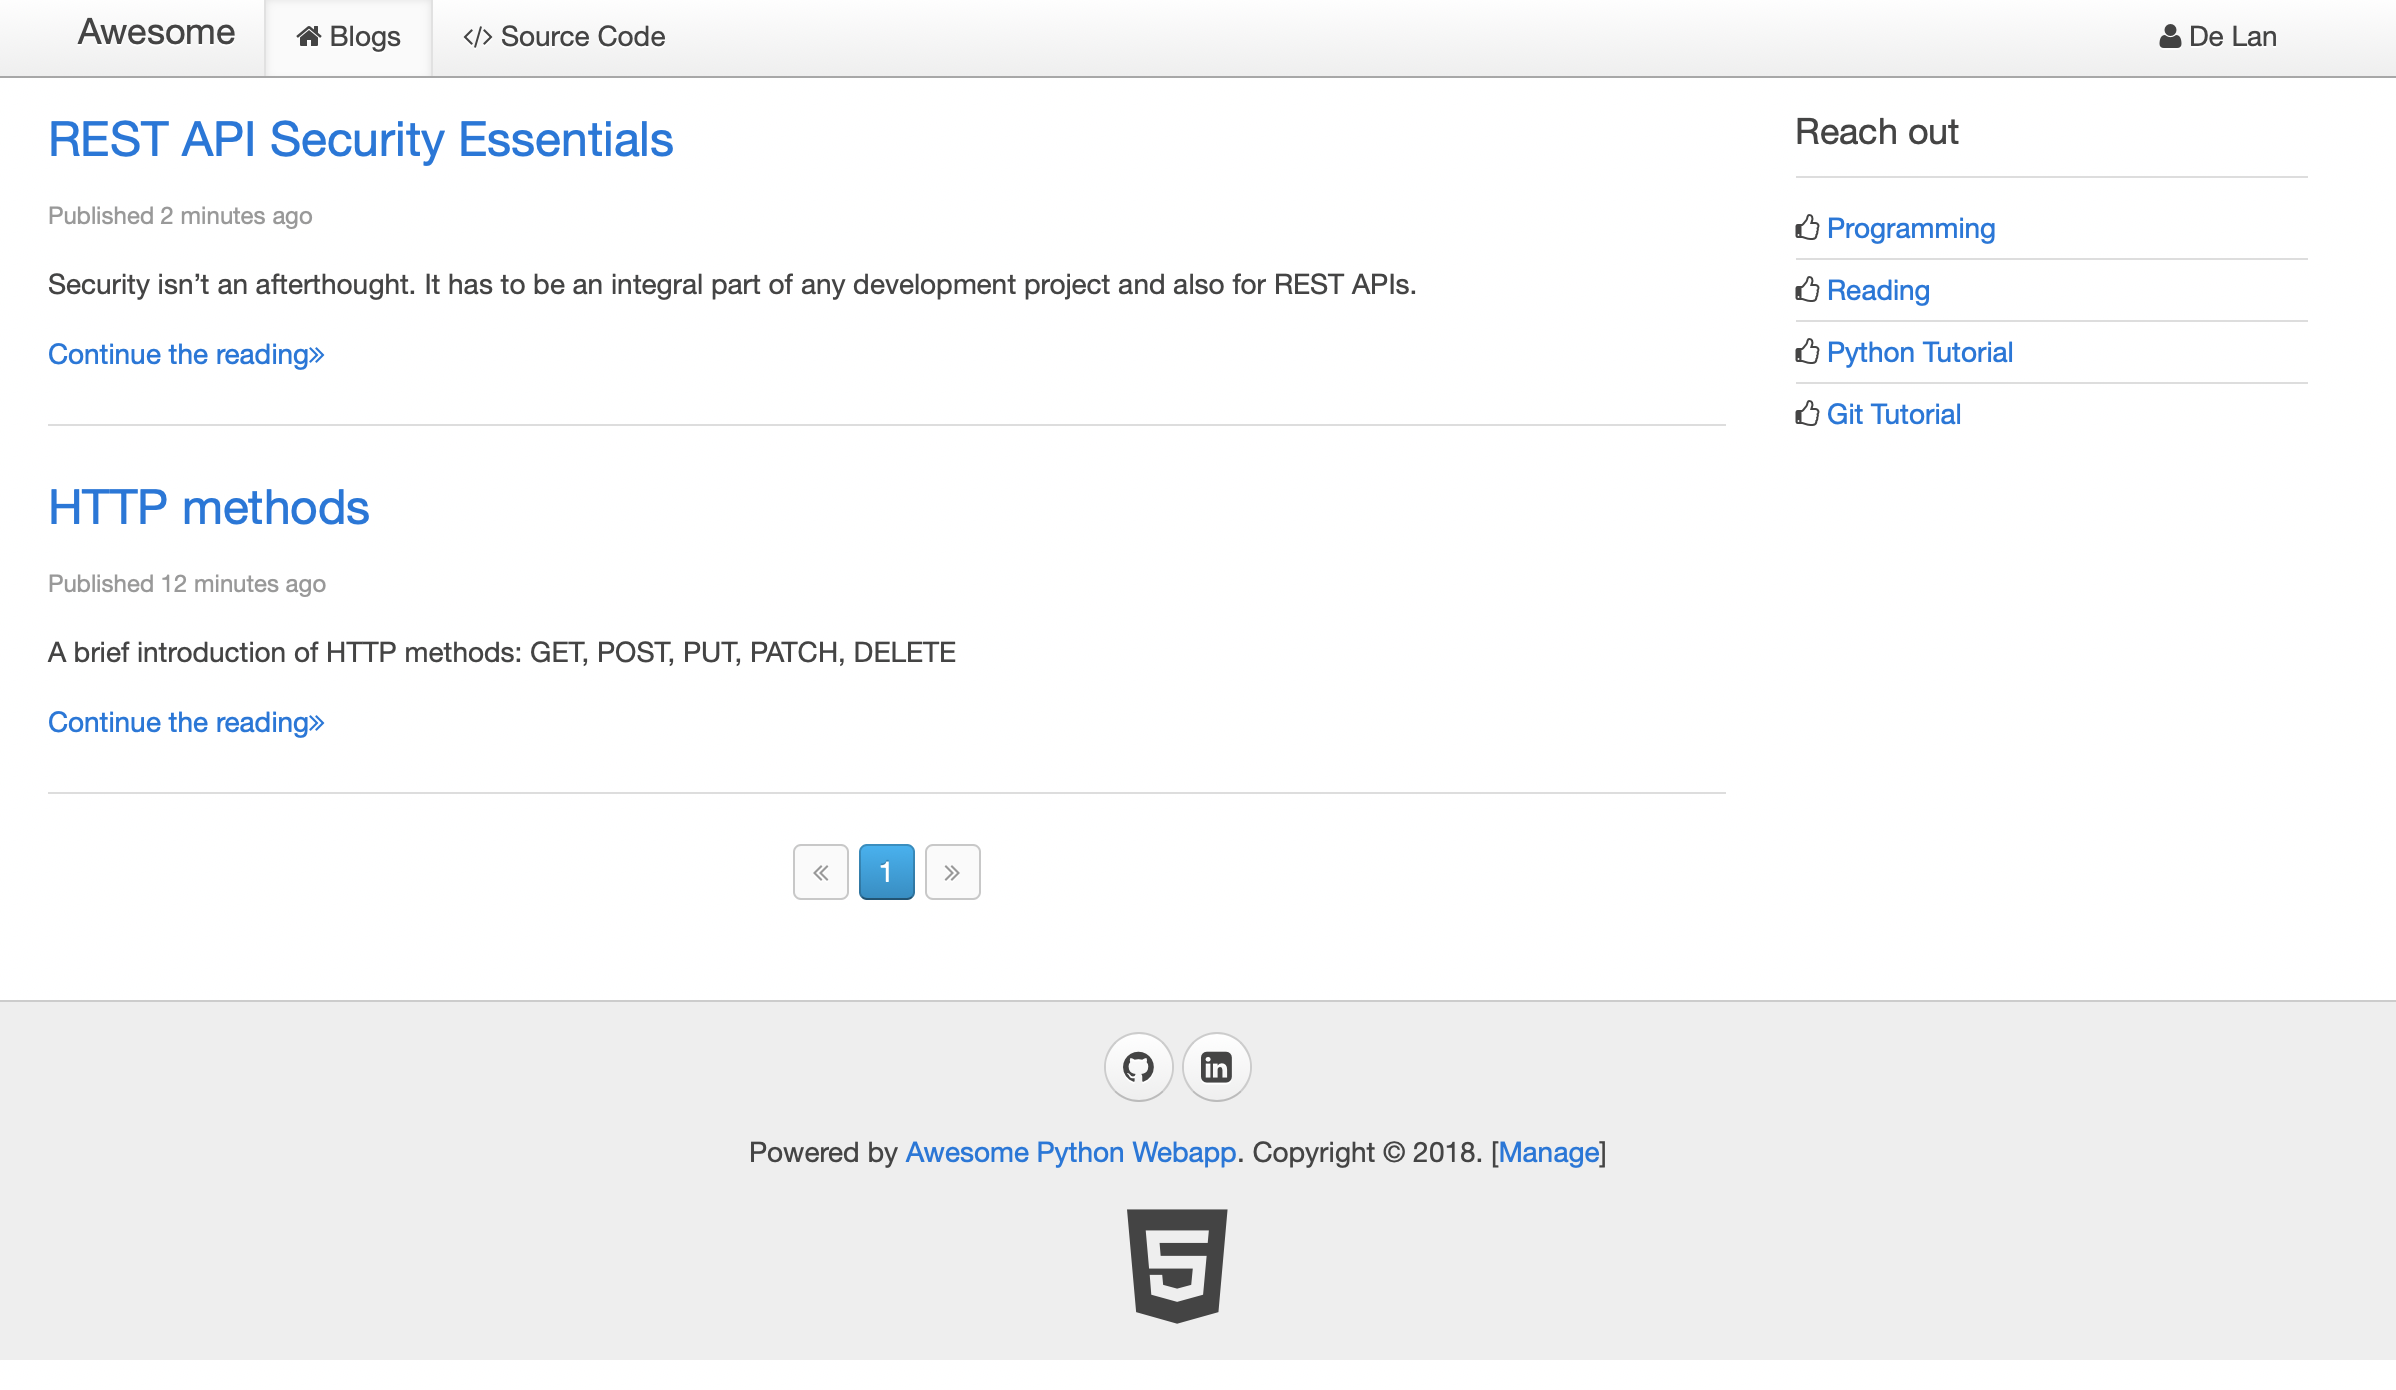 Awesome
Blogs
</> Source Code
De Lan
REST API Security Essentials
Published 2 minutes ago
Security isn’t an afterthought. It has to be an integral part of any development project and also for REST APIs.
Continue the reading»
HTTP methods
Published 12 minutes ago
A brief introduction of HTTP methods: GET, POST, PUT, PATCH, DELETE
Continue the reading»
« 1 »
Reach out
Programming
Reading
Python Tutorial
Git Tutorial
in
Powered by Awesome Python Webapp. Copyright © 2018. [Manage]
5